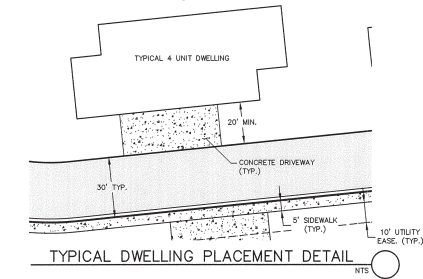 TYPICAL 4 UNIT DWELLING
20' MIN.
CONCRETE DRIVEWAY
(TYP.)
30' TYP.
5' SIDEWALK
(TYP.)
10' UTILITY
EASE. (TYP.)
TYPICAL DWELLING PLACEMENT DETAIL
NTS